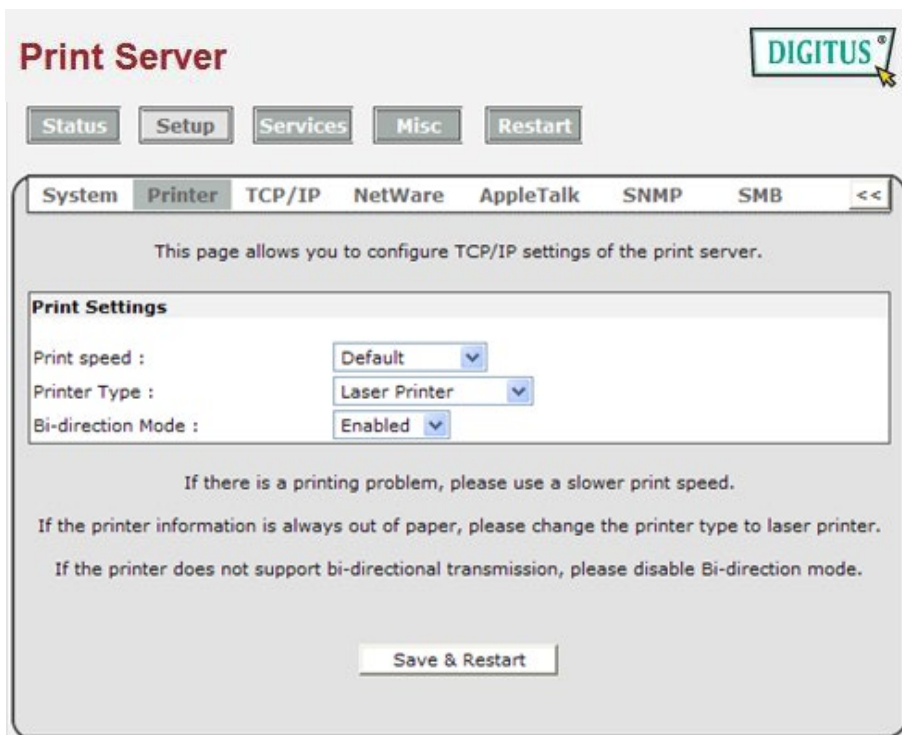 Print Server
DIGITUS®
Status Setup Services Misc Restart
System Printer TCP/IP NetWare AppleTalk SNMP SMB <<
This page allows you to configure TCP/IP settings of the print server.
Print Settings
Print speed : Default
Printer Type : Laser Printer
Bi-direction Mode : Enabled
If there is a printing problem, please use a slower print speed.
If the printer information is always out of paper, please change the printer type to laser printer.
If the printer does not support bi-directional transmission, please disable Bi-direction mode.
Save & Restart